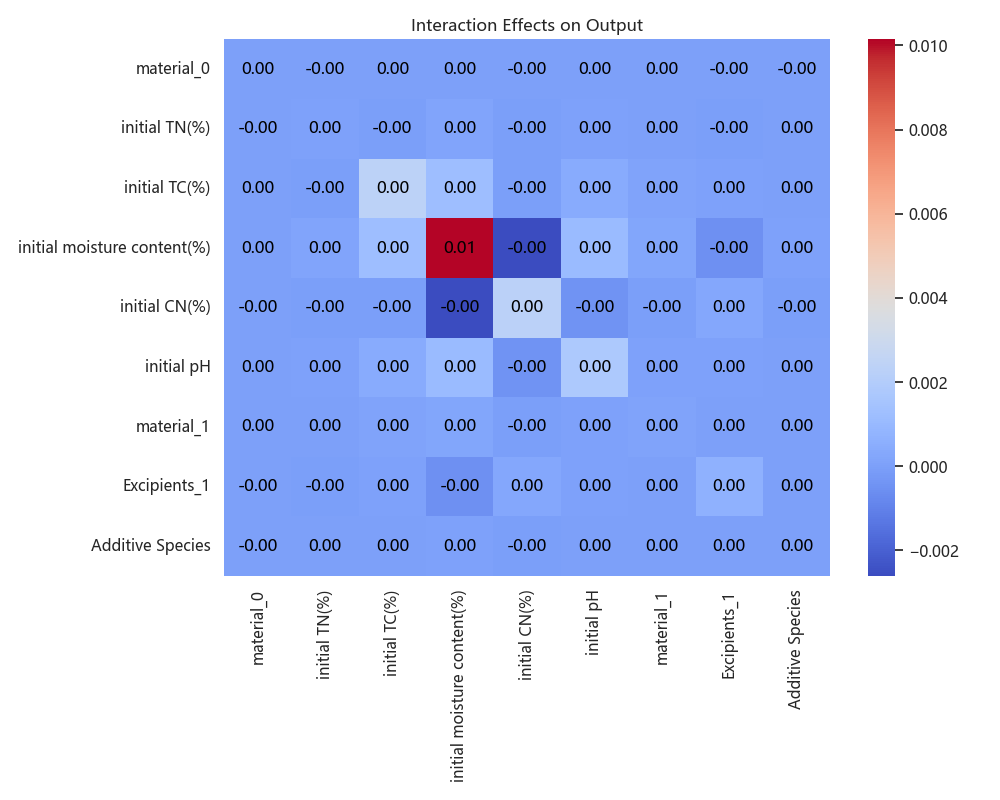 Interaction Effects on Output
material_0 0.00 -0.00 0.00 0.00 -0.00 0.00 0.00 -0.00 -0.00
initial TN(%) -0.00 0.00 -0.00 0.00 -0.00 0.00 0.00 -0.00 0.00
initial TC(%) 0.00 -0.00 0.00 0.00 -0.00 0.00 0.00 0.00 0.00
initial moisture content(%) 0.00 0.00 0.00 0.01 -0.00 0.00 0.00 -0.00 0.00
initial CN(%) -0.00 -0.00 -0.00 -0.00 0.00 -0.00 -0.00 0.00 -0.00
initial pH 0.00 0.00 0.00 0.00 -0.00 0.00 0.00 0.00 0.00
material_1 0.00 0.00 0.00 0.00 -0.00 0.00 0.00 0.00 0.00
Excipients_1 -0.00 -0.00 0.00 -0.00 0.00 0.00 0.00 0.00 0.00
Additive Species -0.00 0.00 0.00 0.00 -0.00 0.00 0.00 0.00 0.00
material_0
initial TN(%)
initial TC(%)
initial moisture content(%)
initial CN(%)
initial pH
material_1
Excipients_1
Additive Species
0.010
0.008
0.006
0.004
0.002
0.000
−0.002